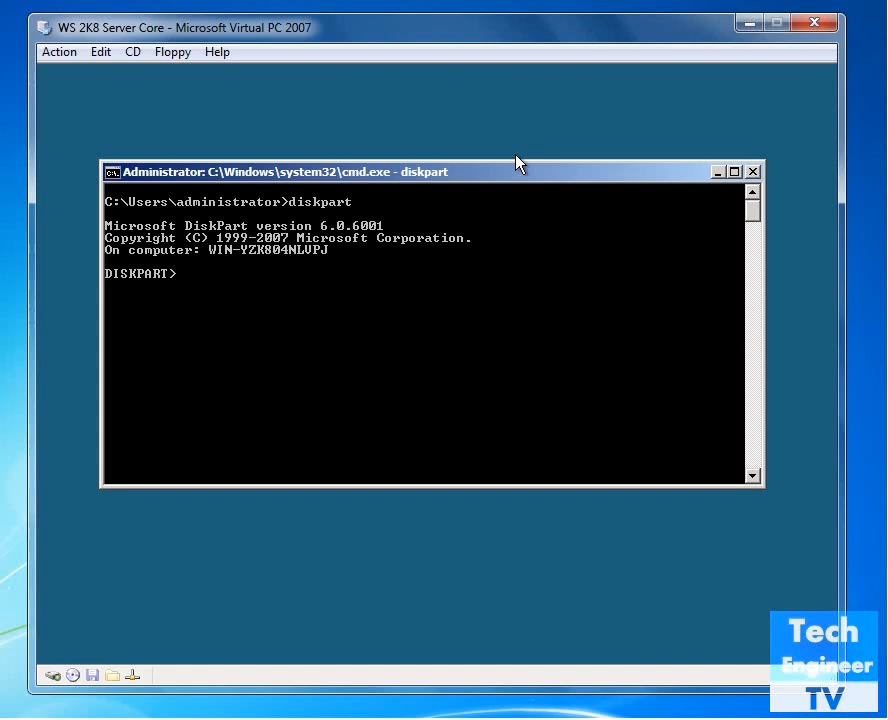 WS 2K8 Server Core - Microsoft Virtual PC 2007
Action Edit CD Floppy Help
Administrator: C:\Windows\system32\cmd.exe - diskpart
C:\Users\administrator>diskpart
Microsoft DiskPart version 6.0.6001
Copyright (C) 1999-2007 Microsoft Corporation.
On computer: WIN-YZK804NLVPJ
DISKPART>
Tech
Engineer
TV